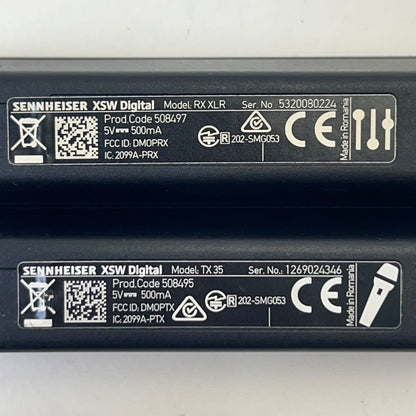 SENNHEISER XSW Digital Model: RX XLR Ser. No. 5320080224
Prod.Code 508497
5V⎓ 500mA
FCC ID: DMOPRX
IC: 2099A-PRX
R 202-SMG053
CE
Made in Romania
SENNHEISER XSW Digital Model: TX 35 Ser. No.: 1269024346
Prod.Code 508495
5V⎓ 500mA
FCC ID: DMOPTX
IC: 2099A-PTX
R 202-SMG053
CE
Made in Romania